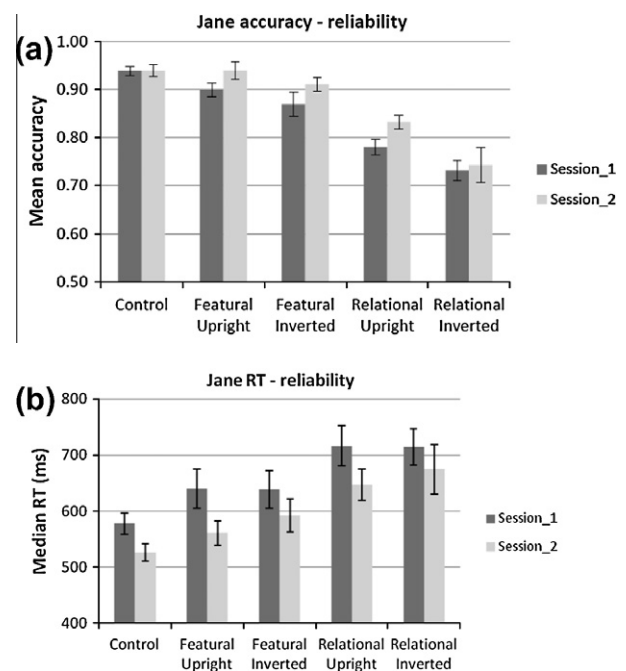 Jane accuracy - reliability
(a)
Mean accuracy
1.00
0.90
0.80
0.70
0.60
0.50
Control
Featural Upright
Featural Inverted
Relational Upright
Relational Inverted
Session_1
Session_2
Jane RT - reliability
(b)
Median RT (ms)
800
700
600
500
400
Control
Featural Upright
Featural Inverted
Relational Upright
Relational Inverted
Session_1
Session_2